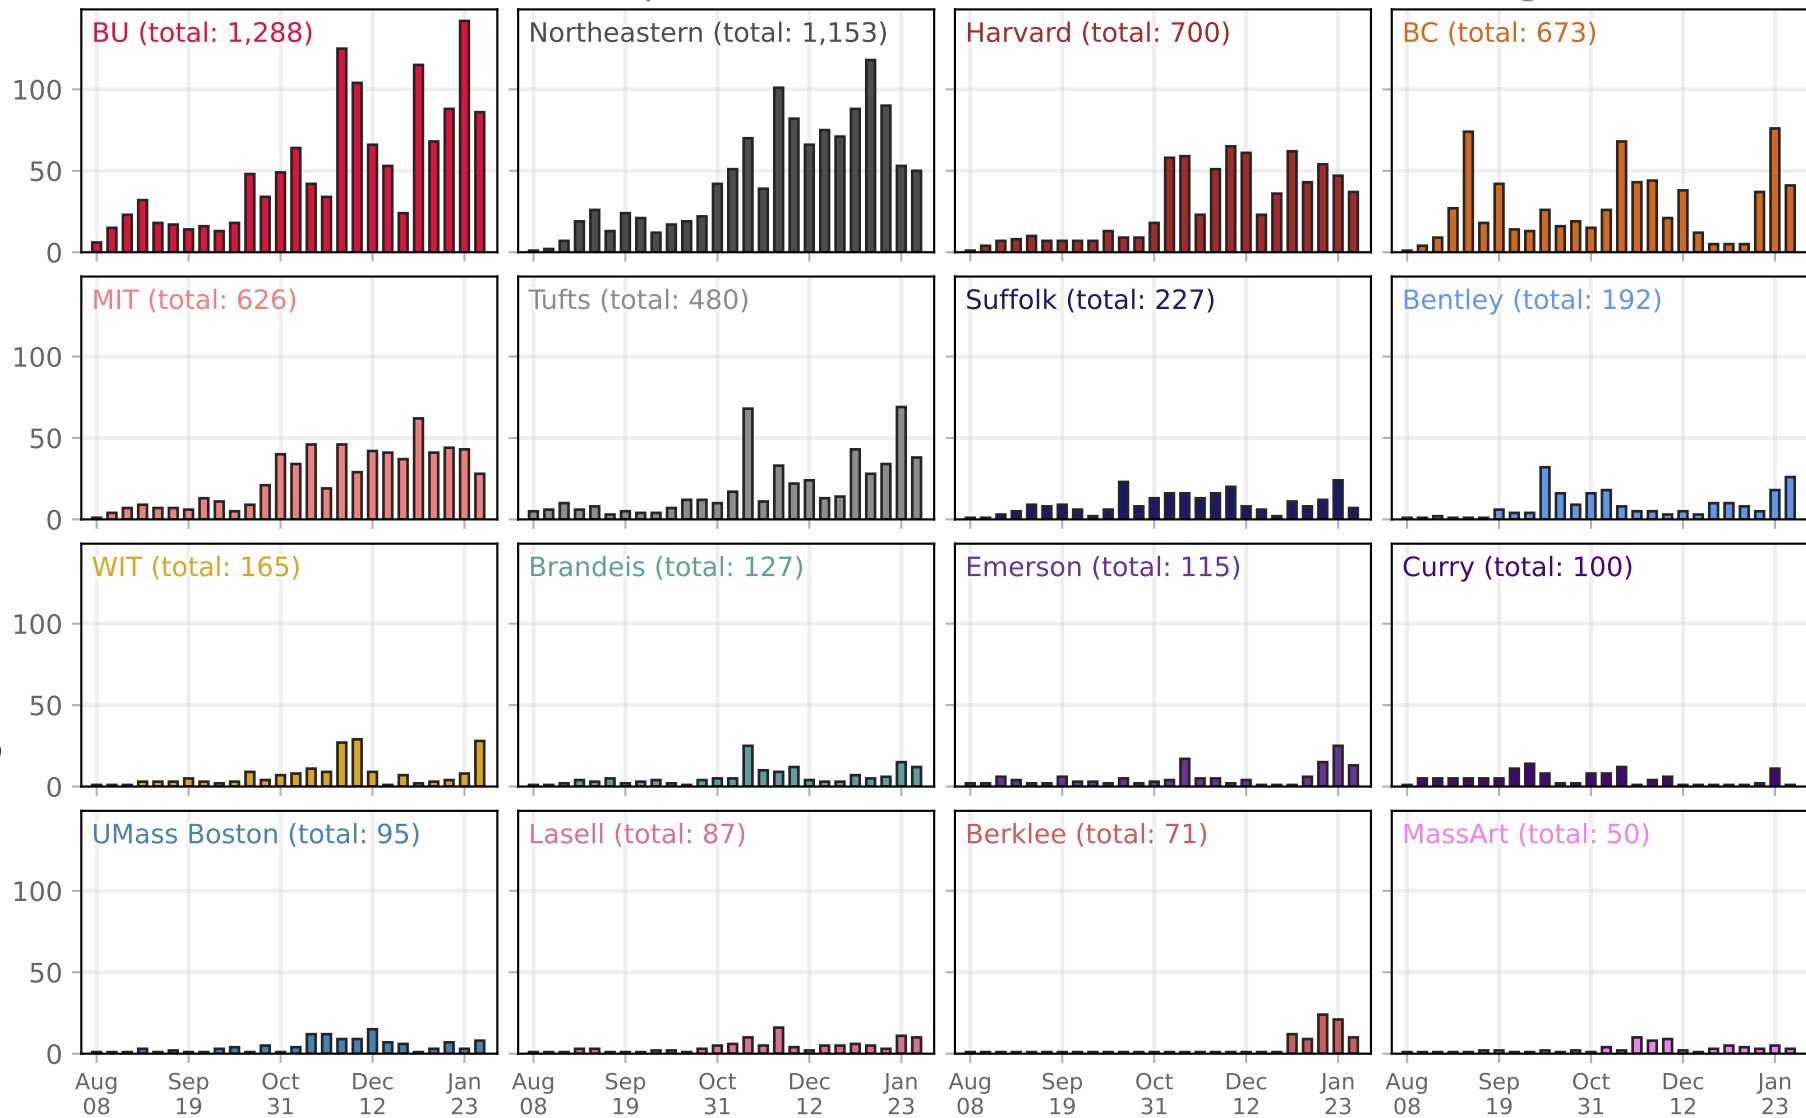 BU (total: 1,288)
Northeastern (total: 1,153)
Harvard (total: 700)
BC (total: 673)
100
50
0
MIT (total: 626)
Tufts (total: 480)
Suffolk (total: 227)
Bentley (total: 192)
100
50
0
WIT (total: 165)
Brandeis (total: 127)
Emerson (total: 115)
Curry (total: 100)
100
50
0
UMass Boston (total: 95)
Lasell (total: 87)
Berklee (total: 71)
MassArt (total: 50)
100
50
0
Aug 08
Sep 19
Oct 31
Dec 12
Jan 23
Aug 08
Sep 19
Oct 31
Dec 12
Jan 23
Aug 08
Sep 19
Oct 31
Dec 12
Jan 23
Aug 08
Sep 19
Oct 31
Dec 12
Jan 23